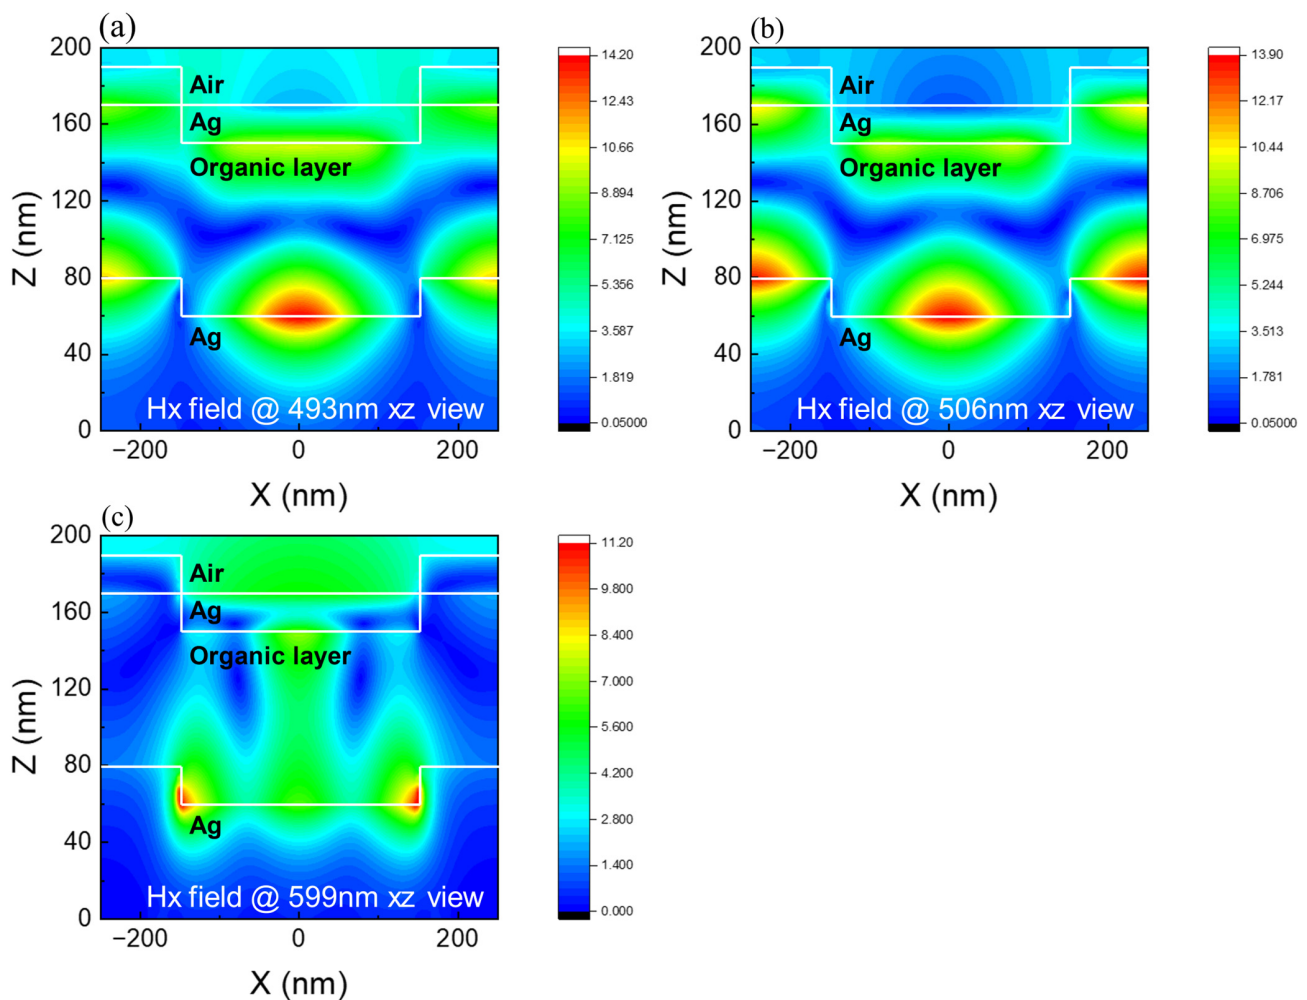 (a)
200
160
120
80
40
0
Z (nm)
Air
Ag
Organic layer
Ag
Hx field @ 493nm xz view
−200
0
200
X (nm)
14.20
12.43
10.66
8.894
7.125
5.356
3.587
1.819
0.05000
(b)
200
160
120
80
40
0
Z (nm)
Air
Ag
Organic layer
Ag
Hx field @ 506nm xz view
−200
0
200
X (nm)
13.90
12.17
10.44
8.706
6.975
5.244
3.513
1.781
0.05000
(c)
200
160
120
80
40
0
Z (nm)
Air
Ag
Organic layer
Ag
Hx field @ 599nm xz view
−200
0
200
X (nm)
11.20
9.800
8.400
7.000
5.600
4.200
2.800
1.400
0.000